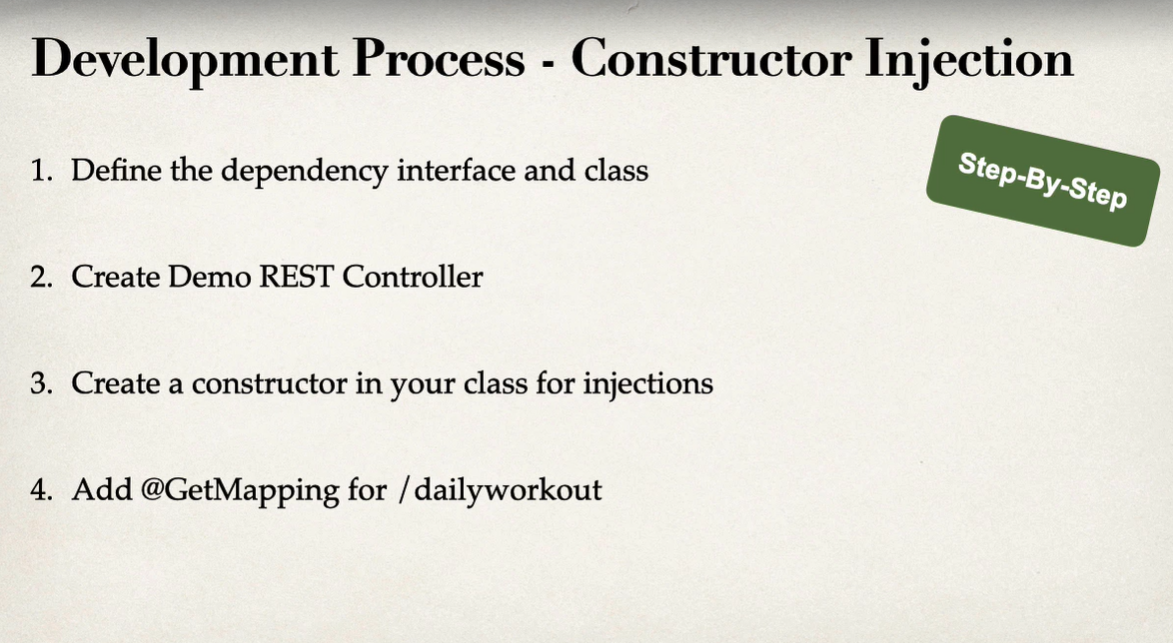 Development Process - Constructor Injection
Step-By-Step
1. Define the dependency interface and class
2. Create Demo REST Controller
3. Create a constructor in your class for injections
4. Add @GetMapping for /dailyworkout